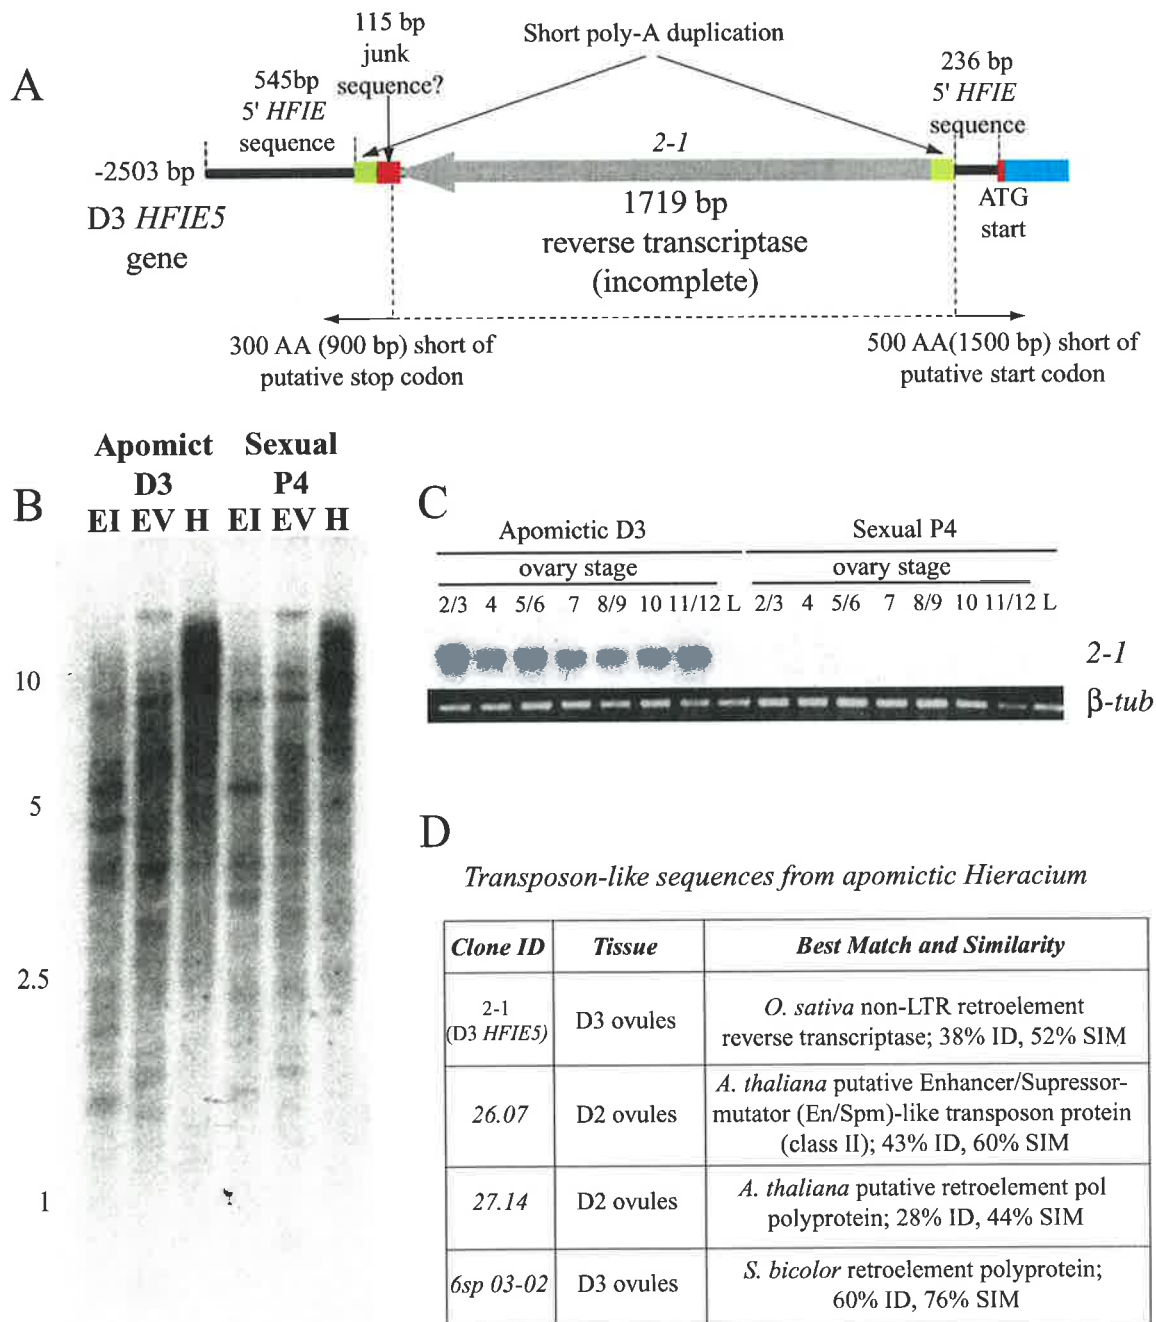 A
115 bp
junk
sequence?
545bp
5' HFIE
sequence
Short poly-A duplication
236 bp
5' HFIE
sequence
-2503 bp
2-1
D3 HFIE5
gene
1719 bp
reverse transcriptase
(incomplete)
ATG
start
300 AA (900 bp) short of
putative stop codon
500 AA(1500 bp) short of
putative start codon
B
Apomict Sexual
D3 P4
EI EV H EI EV H
10
5
2.5
1
C
Apomictic D3 Sexual P4
ovary stage ovary stage
2/3 4 5/6 7 8/9 10 11/12 L 2/3 4 5/6 7 8/9 10 11/12 L
2-1
β-tub
D
Transposon-like sequences from apomictic Hieracium
Clone ID Tissue Best Match and Similarity
2-1
(D3 HFIE5)
D3 ovules
O. sativa non-LTR retroelement
reverse transcriptase; 38% ID, 52% SIM
26.07
D2 ovules
A. thaliana putative Enhancer/Supressor-
mutator (En/Spm)-like transposon protein
(class II); 43% ID, 60% SIM
27.14
D2 ovules
A. thaliana putative retroelement pol
polyprotein; 28% ID, 44% SIM
6sp 03-02
D3 ovules
S. bicolor retroelement polyprotein;
60% ID, 76% SIM